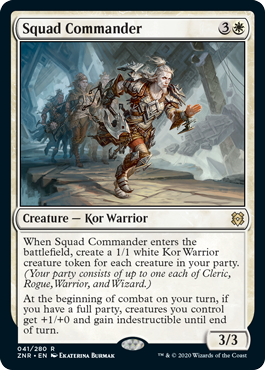 Squad Commander 3
Creature — Kor Warrior
When Squad Commander enters the
battlefield, create a 1/1 white Kor Warrior
creature token for each creature in your party.
(Your party consists of up to one each of Cleric,
Rogue, Warrior, and Wizard.)
At the beginning of combat on your turn, if
you have a full party, creatures you control
get +1/+0 and gain indestructible until end
of turn.
3/3
041/280 R
ZNR • EN Ekaterina Burmak ™ & © 2020 Wizards of the Coast